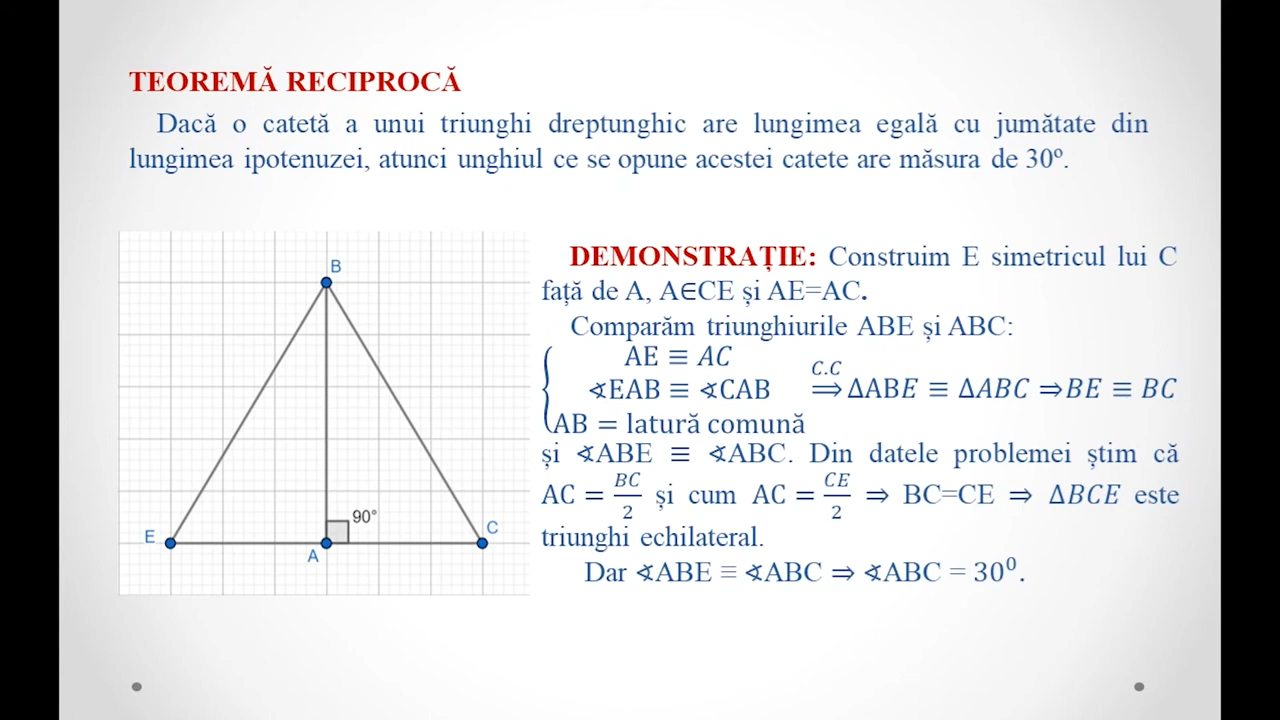 TEOREMĂ RECIPROCĂ
Dacă o catetă a unui triunghi dreptunghic are lungimea egală cu jumătate din
lungimea ipotenuzei, atunci unghiul ce se opune acestei catete are măsura de 30º.
B
E
A
C
90°
DEMONSTRAȚIE: Construim E simetricul lui C
față de A, A∈CE și AE=AC.
Comparăm triunghiurile ABE și ABC:
AE ≡ AC
∢EAB ≡ ∢CAB
AB = latură comună
C.C
⟹ ΔABE ≡ ΔABC ⇒ BE ≡ BC
și ∢ABE ≡ ∢ABC. Din datele problemei știm că
AC = BC/2 și cum AC = CE/2 ⇒ BC=CE ⇒ ΔBCE este
triunghi echilateral.
Dar ∢ABE ≡ ∢ABC ⇒ ∢ABC = 30⁰.